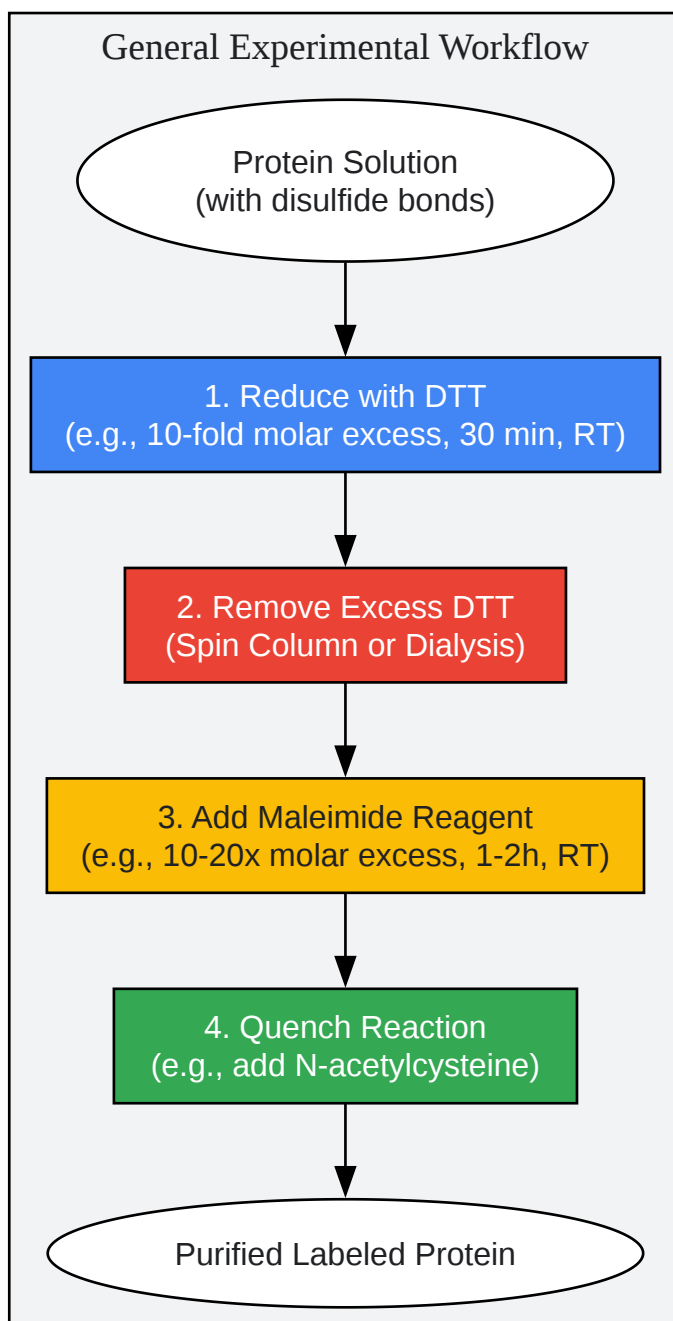 General Experimental Workflow
Protein Solution
(with disulfide bonds)
1. Reduce with DTT
(e.g., 10-fold molar excess, 30 min, RT)
2. Remove Excess DTT
(Spin Column or Dialysis)
3. Add Maleimide Reagent
(e.g., 10-20x molar excess, 1-2h, RT)
4. Quench Reaction
(e.g., add N-acetylcysteine)
Purified Labeled Protein